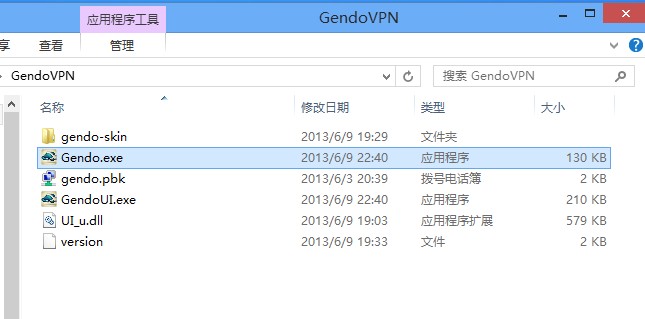 应用程序工具
GendoVPN
享 查看 管理
GendoVPN
搜索 GendoVPN
名称 修改日期 类型 大小
gendo-skin 2013/6/9 19:29 文件夹
Gendo.exe 2013/6/9 22:40 应用程序 130 KB
gendo.pbk 2013/6/3 20:39 拨号电话簿 2 KB
GendoUI.exe 2013/6/9 22:40 应用程序 210 KB
UI_u.dll 2013/6/9 19:03 应用程序扩展 579 KB
version 2013/6/9 19:33 文件 2 KB